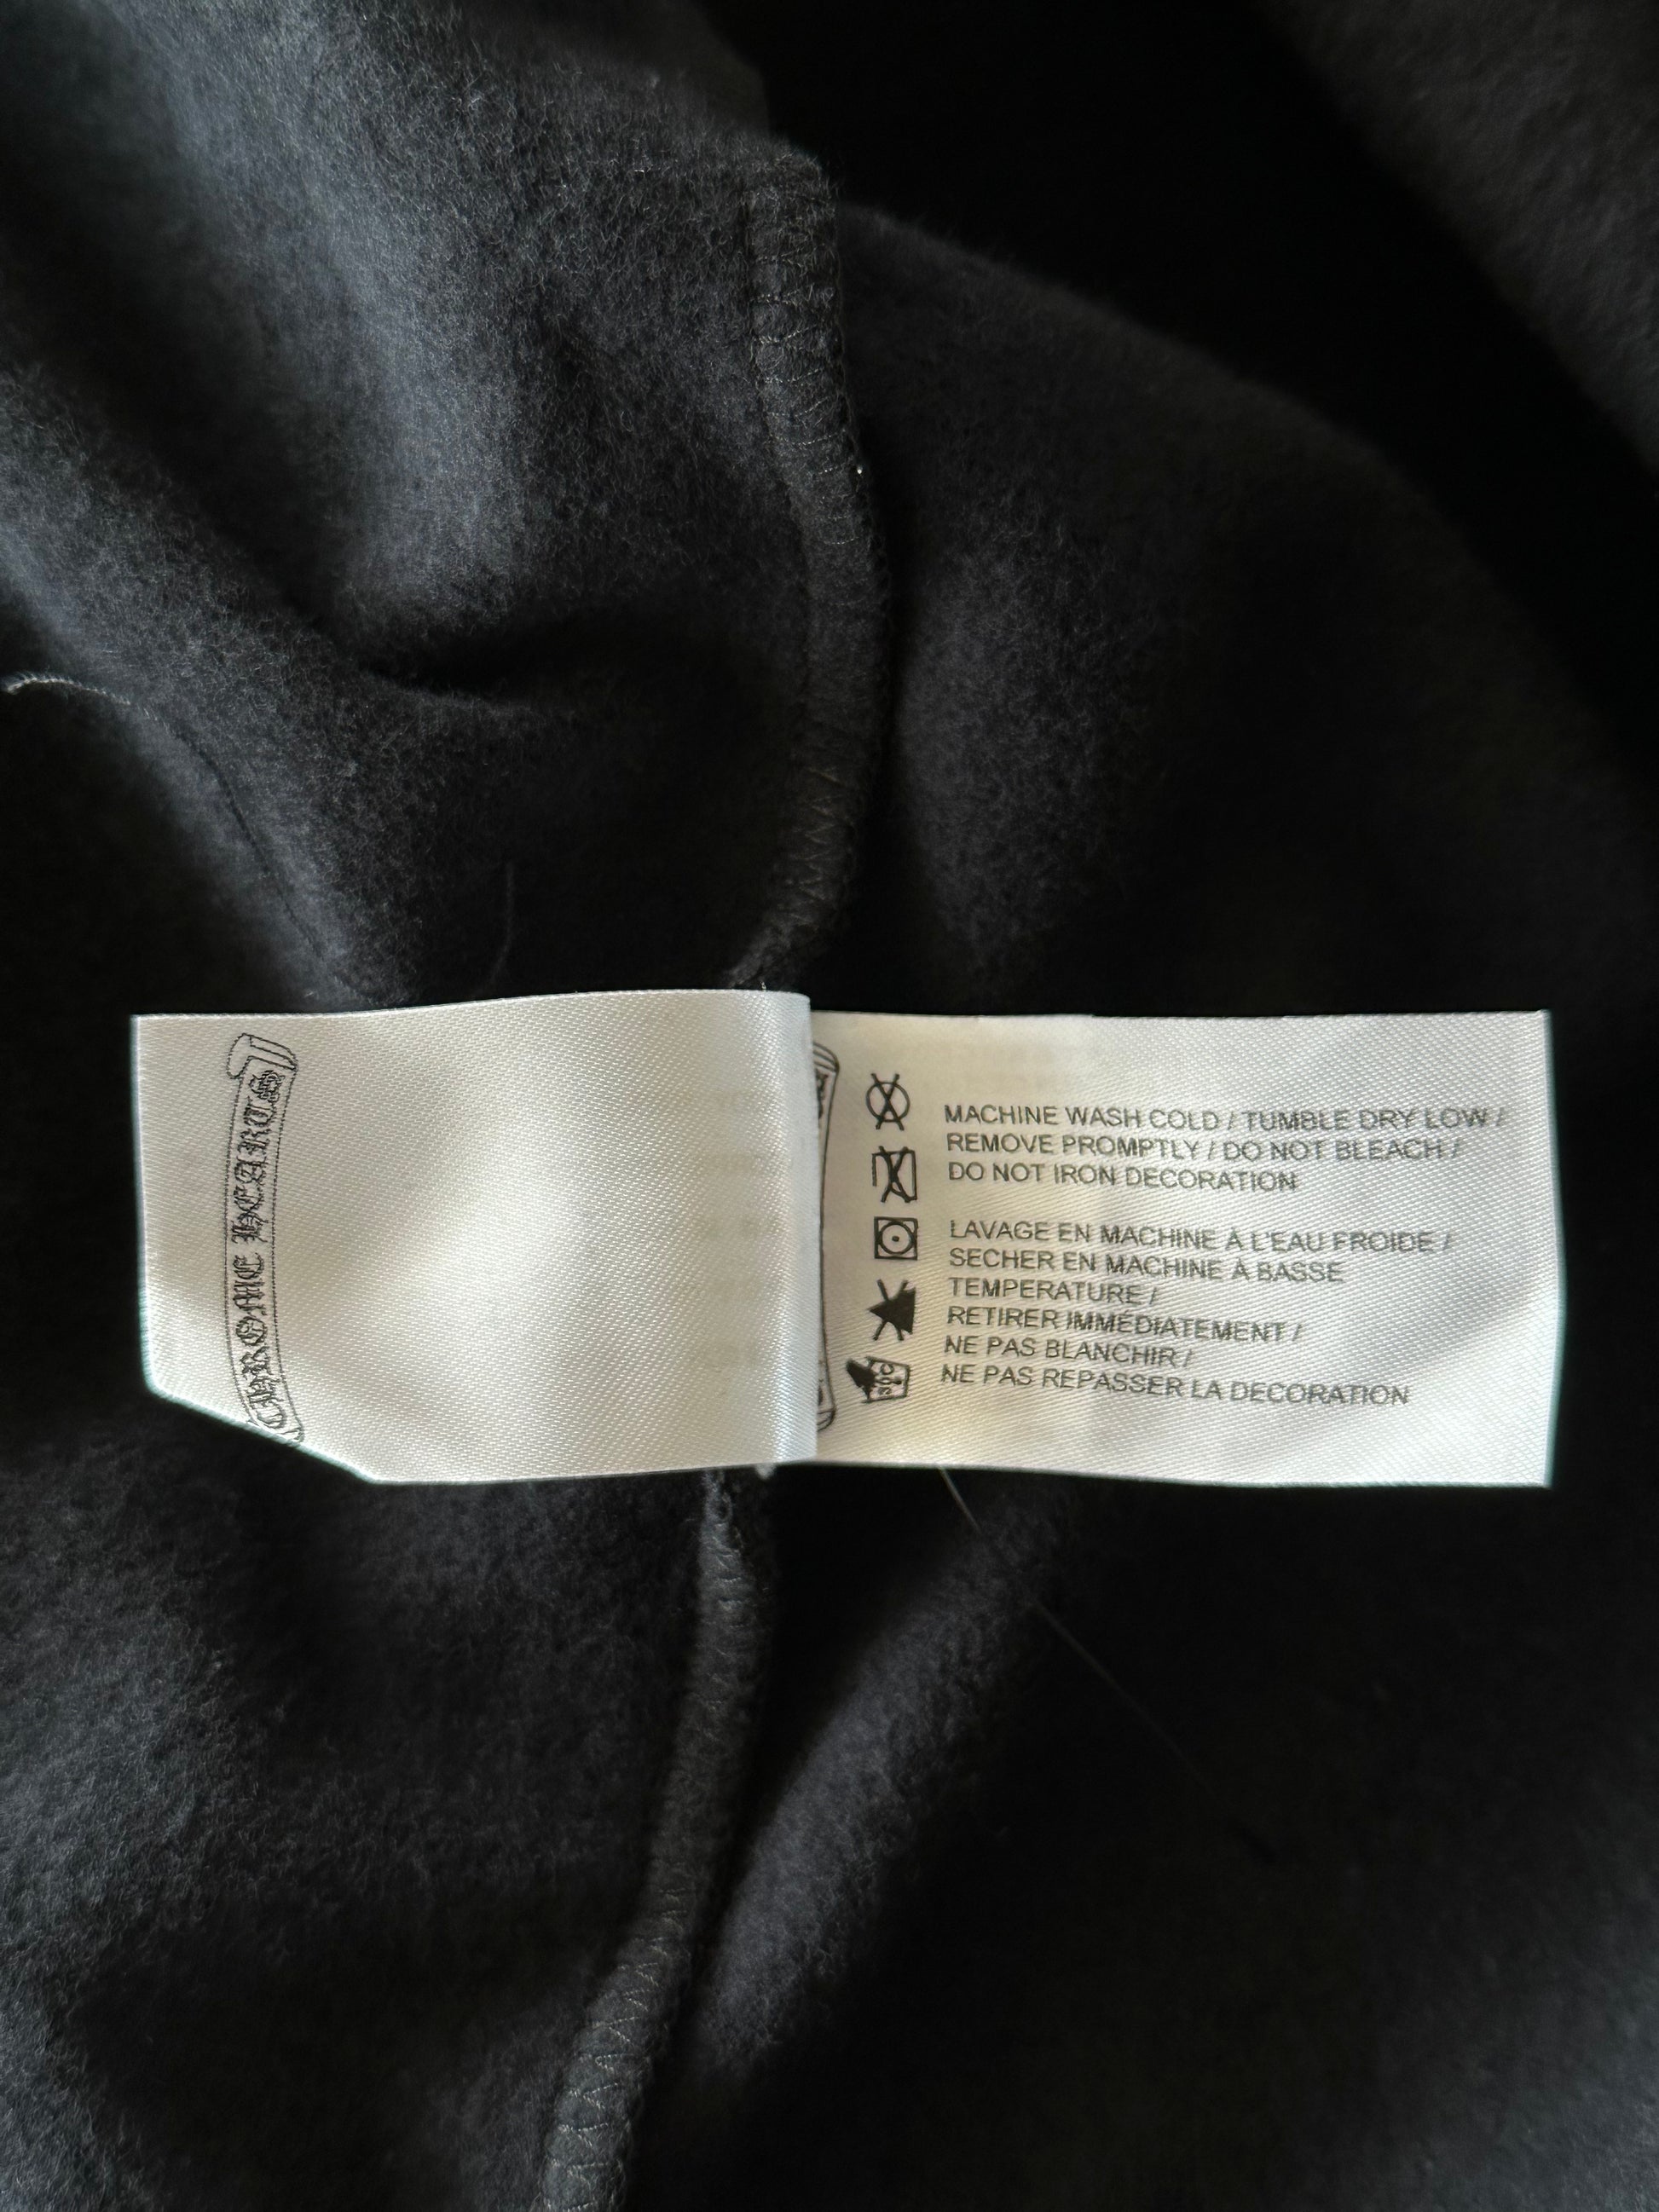 CHROME HEARTS
MACHINE WASH COLD / TUMBLE DRY LOW /
REMOVE PROMPTLY / DO NOT BLEACH /
DO NOT IRON DECORATION
LAVAGE EN MACHINE À L'EAU FROIDE /
SECHER EN MACHINE À BASSE
TEMPERATURE /
RETIRER IMMÉDIATEMENT /
NE PAS BLANCHIR /
NE PAS REPASSER LA DECORATION